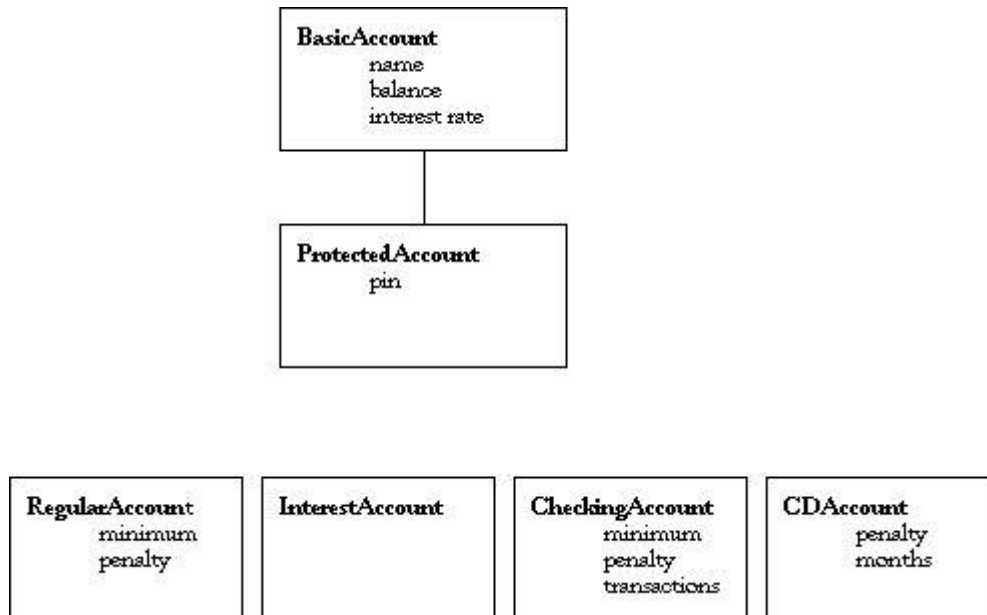 BasicAccount
name
balance
interest rate
ProtectedAccount
pin
RegularAccount
minimum
penalty
InterestAccount
CheckingAccount
minimum
penalty
transactions
CDAccount
penalty
months